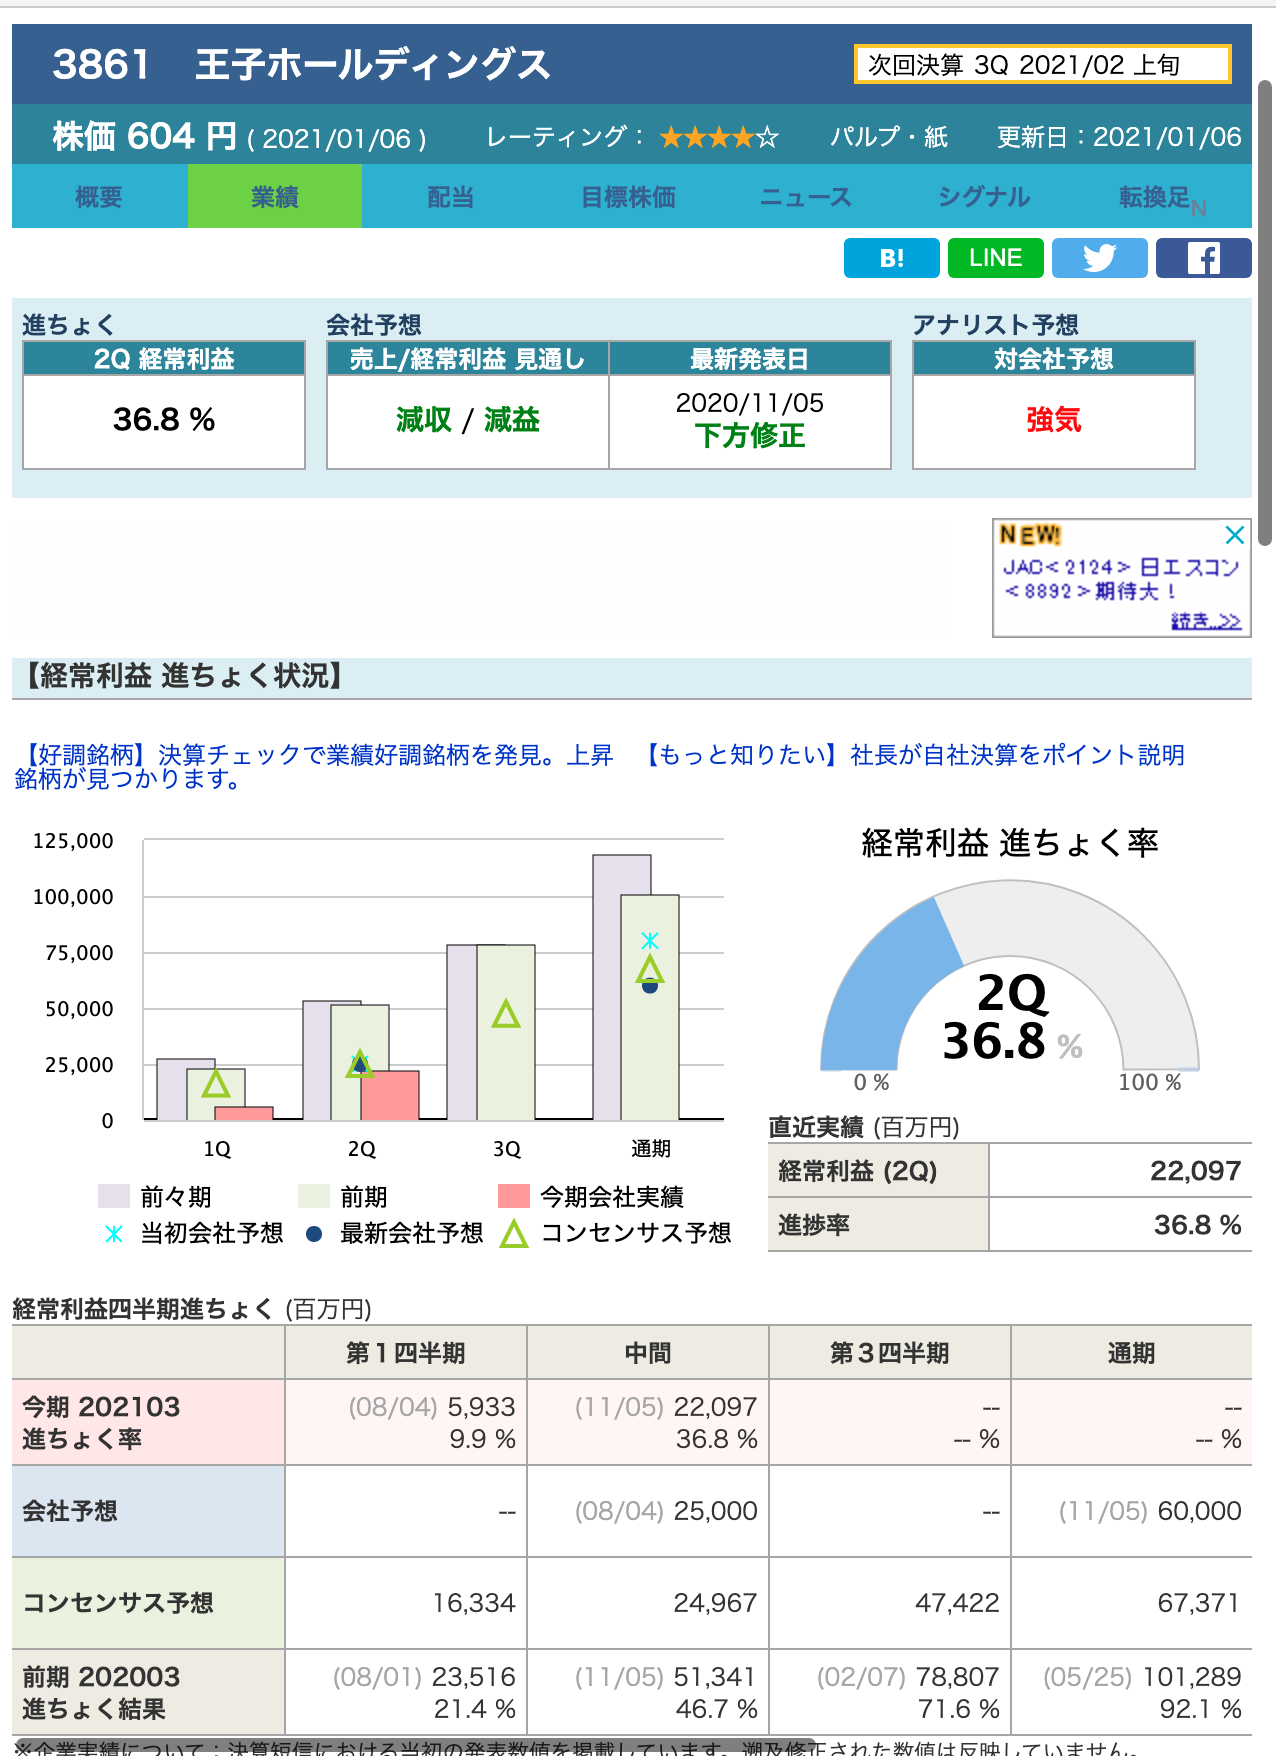 3861 王子ホールディングス
次回決算 3Q 2021/02 上旬
株価 604 円 ( 2021/01/06 ) レーティング： ★★★★☆ パルプ・紙 更新日：2021/01/06
概要 業績 配当 目標株価 ニュース シグナル 転換足N
B! LINE
進ちょく 会社予想 アナリスト予想
2Q 経常利益 売上/経常利益 見通し 最新発表日 対会社予想
36.8 % 減収 / 減益 2020/11/05 強気
下方修正
NEW!
JAC<2124> 日エスコン
<8892>期待大！
続き..>>
【経常利益 進ちょく状況】
【好調銘柄】決算チェックで業績好調銘柄を発見。上昇 【もっと知りたい】社長が自社決算をポイント説明
銘柄が見つかります。
経常利益 進ちょく率
125,000
100,000
75,000
50,000
25,000
0
1Q 2Q 3Q 通期
2Q
36.8 %
0 % 100 %
前々期 前期 今期会社実績
当初会社予想 最新会社予想 コンセンサス予想
直近実績 (百万円)
経常利益 (2Q) 22,097
進捗率 36.8 %
経常利益四半期進ちょく (百万円)
第１四半期 中間 第３四半期 通期
今期 202103 (08/04) 5,933 (11/05) 22,097 -- --
進ちょく率 9.9 % 36.8 % -- % -- %
会社予想 -- (08/04) 25,000 -- (11/05) 60,000
コンセンサス予想 16,334 24,967 47,422 67,371
前期 202003 (08/01) 23,516 (11/05) 51,341 (02/07) 78,807 (05/25) 101,289
進ちょく結果 21.4 % 46.7 % 71.6 % 92.1 %
※企業実績について：決算短信における当初の発表数値を掲載しています。遡及修正された数値は反映していません。